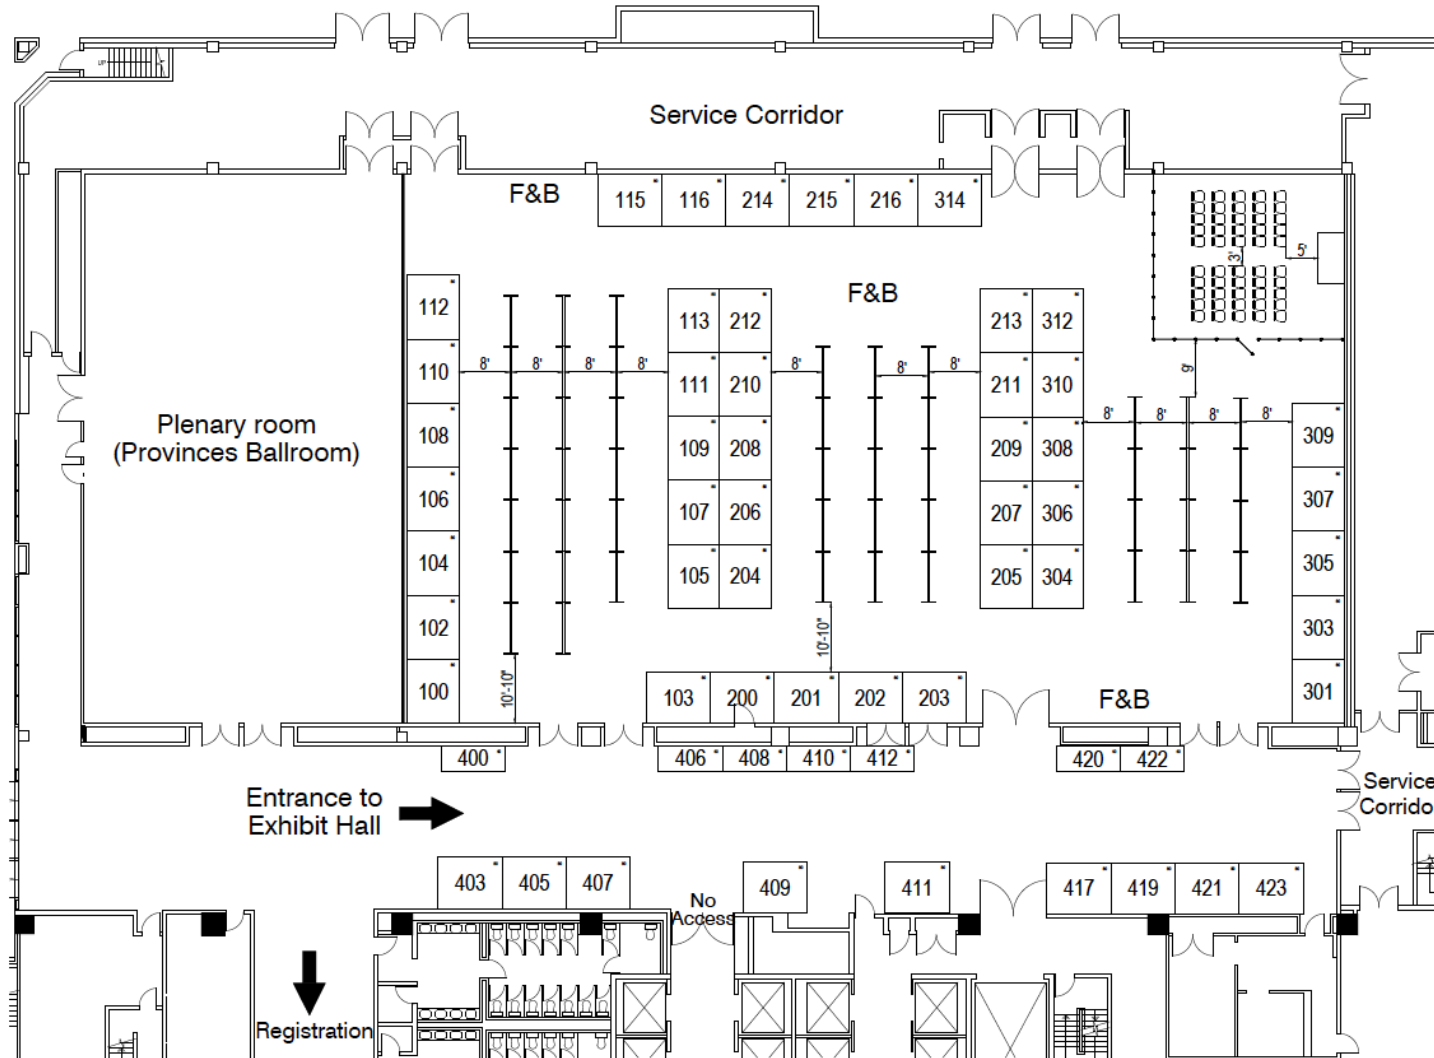 UP
Service Corridor
F&B
115 116 214 215 216 314
3'
5'
112
F&B
113 212
213 312
110
8' 8' 8' 8'
111 210
8'
8' 8'
211 310
Plenary room
(Provinces Ballroom)
108
109 208
209 308
8' 8' 8' 8'
309
106
107 206
207 306
307
104
105 204
205 304
305
102
10'-10"
303
100
10'-10"
103 200 201 202 203
F&B
301
400
406 408 410 412
420 422
Entrance to
Exhibit Hall
Service
Corrido
403 405 407
409
411
417 419 421 423
No
Access
Registration